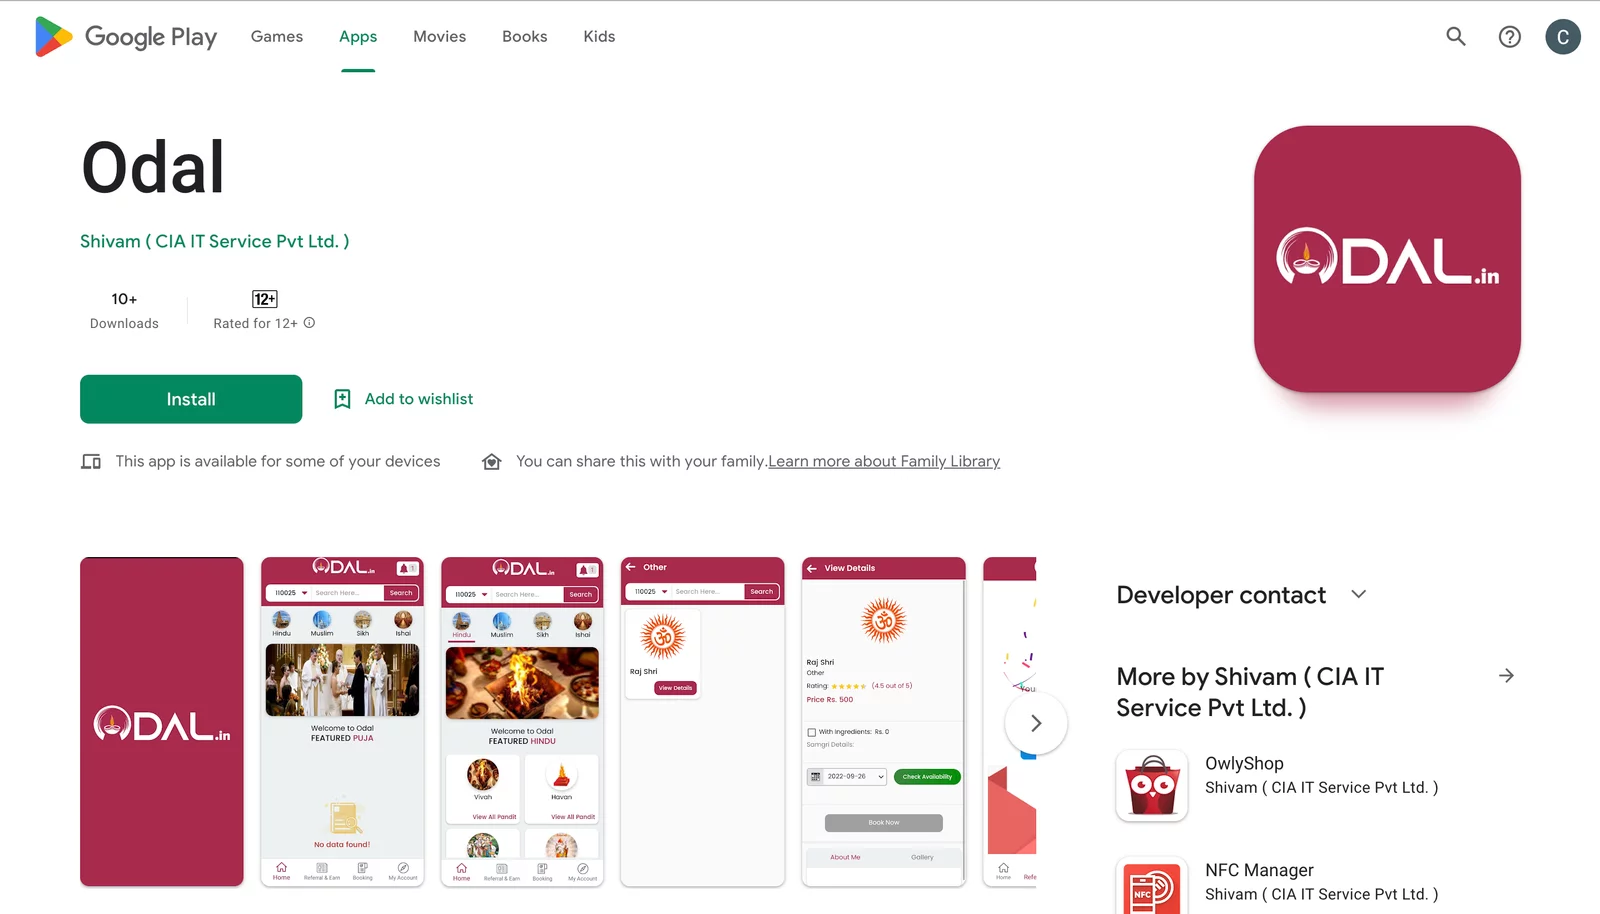 Google Play
Games
Apps
Movies
Books
Kids
C
Odal
Shivam ( CIA IT Service Pvt Ltd. )
10+
Downloads
12+
Rated for 12+
Install
Add to wishlist
This app is available for some of your devices
You can share this with your family.Learn more about Family Library
ODAL.in
ODAL.in
ODAL.in
1
110025
Search Here...
Search
Hindu
Muslim
Sikh
Ishai
Welcome to Odal
FEATURED PUJA
No data found!
Home
Referral & Earn
Booking
My Account
ODAL.in
1
110025
Search Here...
Search
Hindu
Muslim
Sikh
Ishai
Welcome to Odal
FEATURED HINDU
Vivah
Havan
View All Pandit
View All Pandit
Home
Referral & Earn
Booking
My Account
Other
110025
Search Here...
Search
ॐ
Raj Shri
View Details
View Details
ॐ
Raj Shri
Other
Rating:
(4.5 out of 5)
Price Rs. 500
With Ingredients: Rs. 0
Samgri Details:
2022-09-26
Check Availability
Book Now
About Me
Gallery
You
Home
Refe
Developer contact
More by Shivam ( CIA IT
Service Pvt Ltd. )
OwlyShop
Shivam ( CIA IT Service Pvt Ltd. )
NFC Manager
Shivam ( CIA IT Service Pvt Ltd. )
NFC